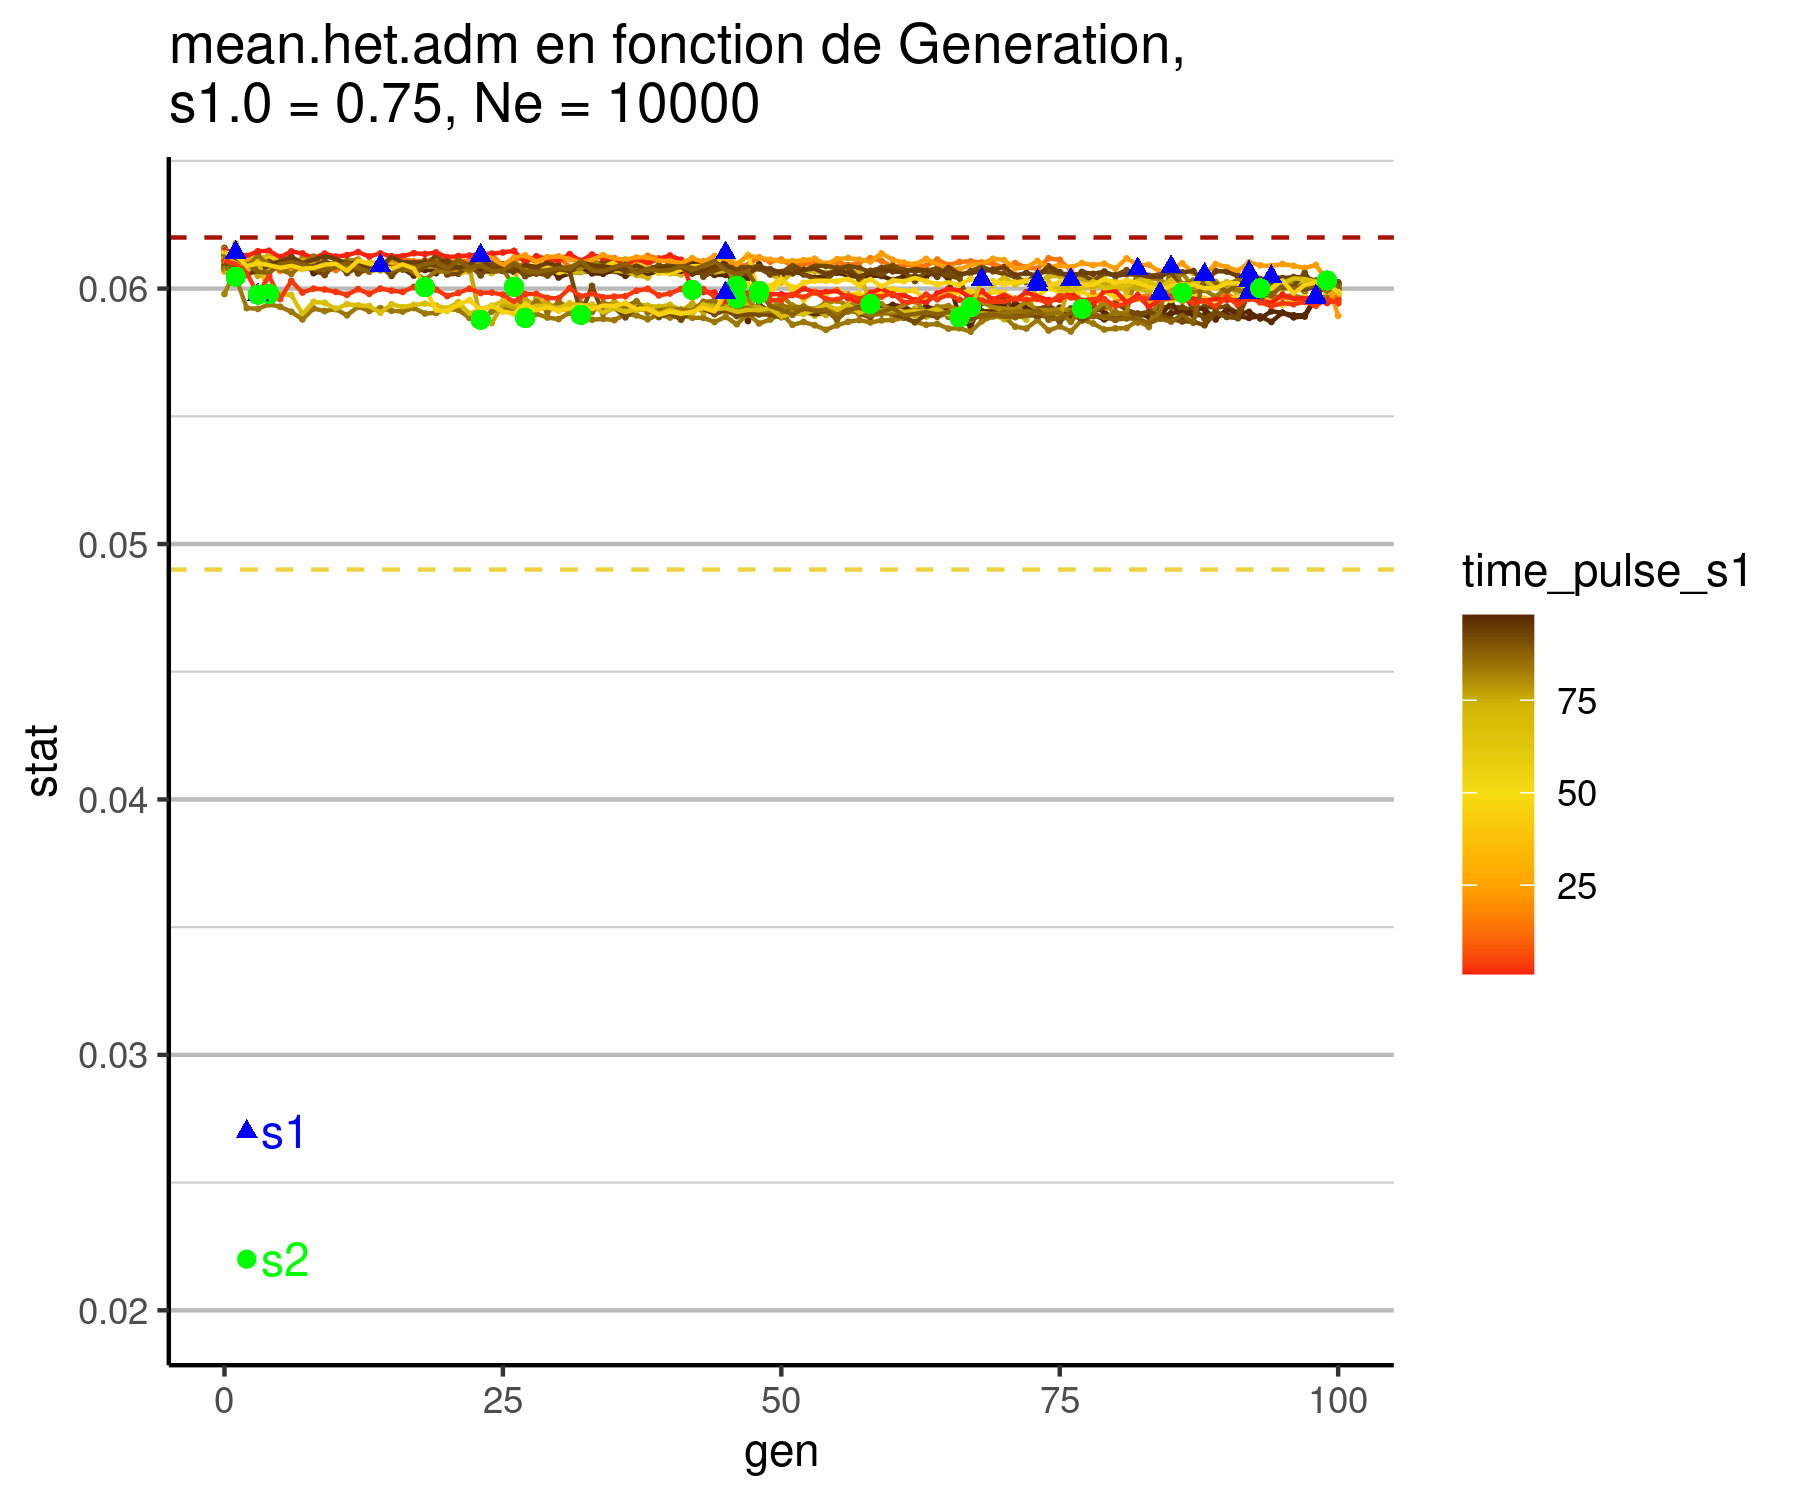 mean.het.adm en fonction de Generation,
s1.0 = 0.75, Ne = 10000
0.06
0.05
0.04
0.03
0.02
stat
s1
s2
0 25 50 75 100
gen
time_pulse_s1
75
50
25